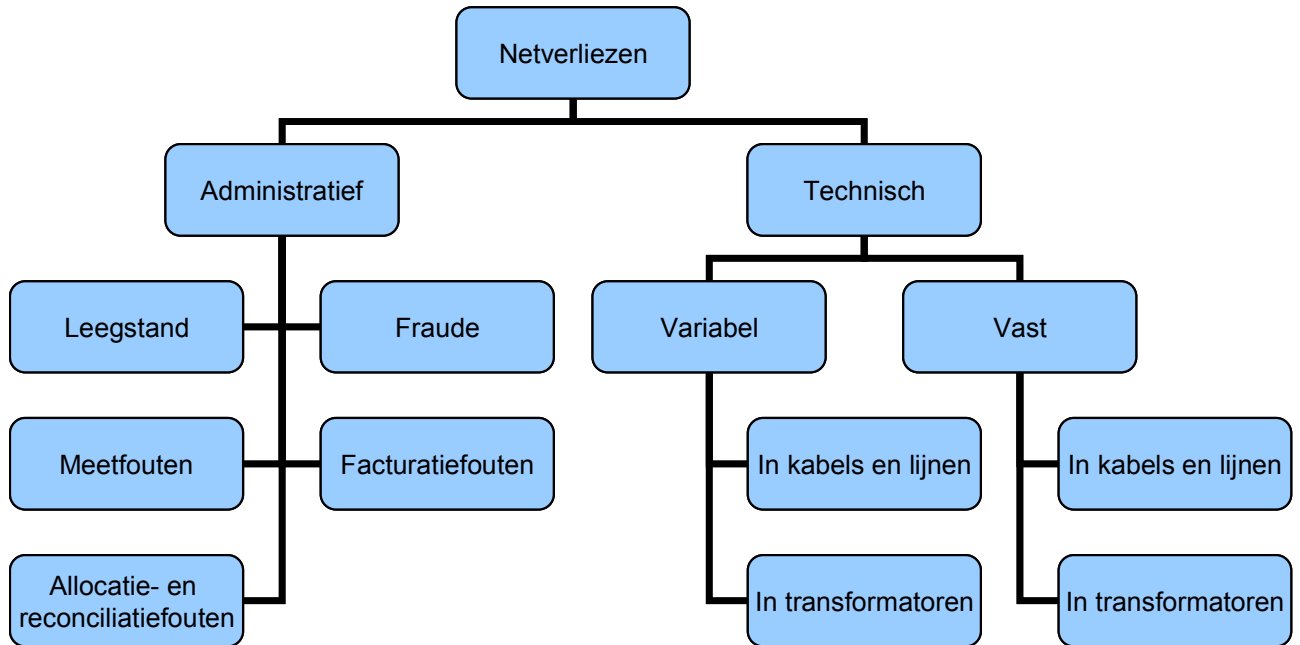 Netverliezen
Administratief
Technisch
Leegstand
Fraude
Variabel
Vast
Meetfouten
Facturatiefouten
In kabels en lijnen
In kabels en lijnen
Allocatie- en
reconciliatiefouten
In transformatoren
In transformatoren